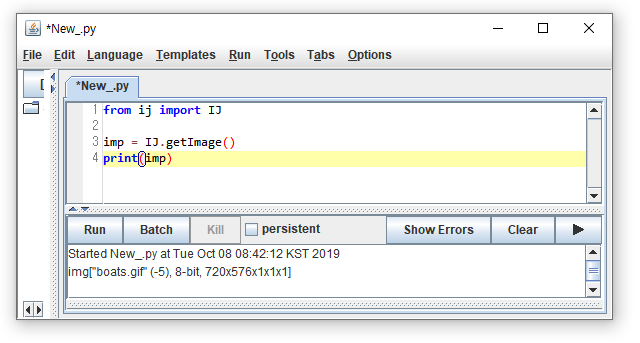 *New_.py
File Edit Language Templates Run Tools Tabs Options
[
*New_.py
1 from ij import IJ
2
3 imp = IJ.getImage()
4 print(imp)
Run Batch Kill persistent Show Errors Clear
Started New_.py at Tue Oct 08 08:42:12 KST 2019
img["boats.gif" (-5), 8-bit, 720x576x1x1x1]